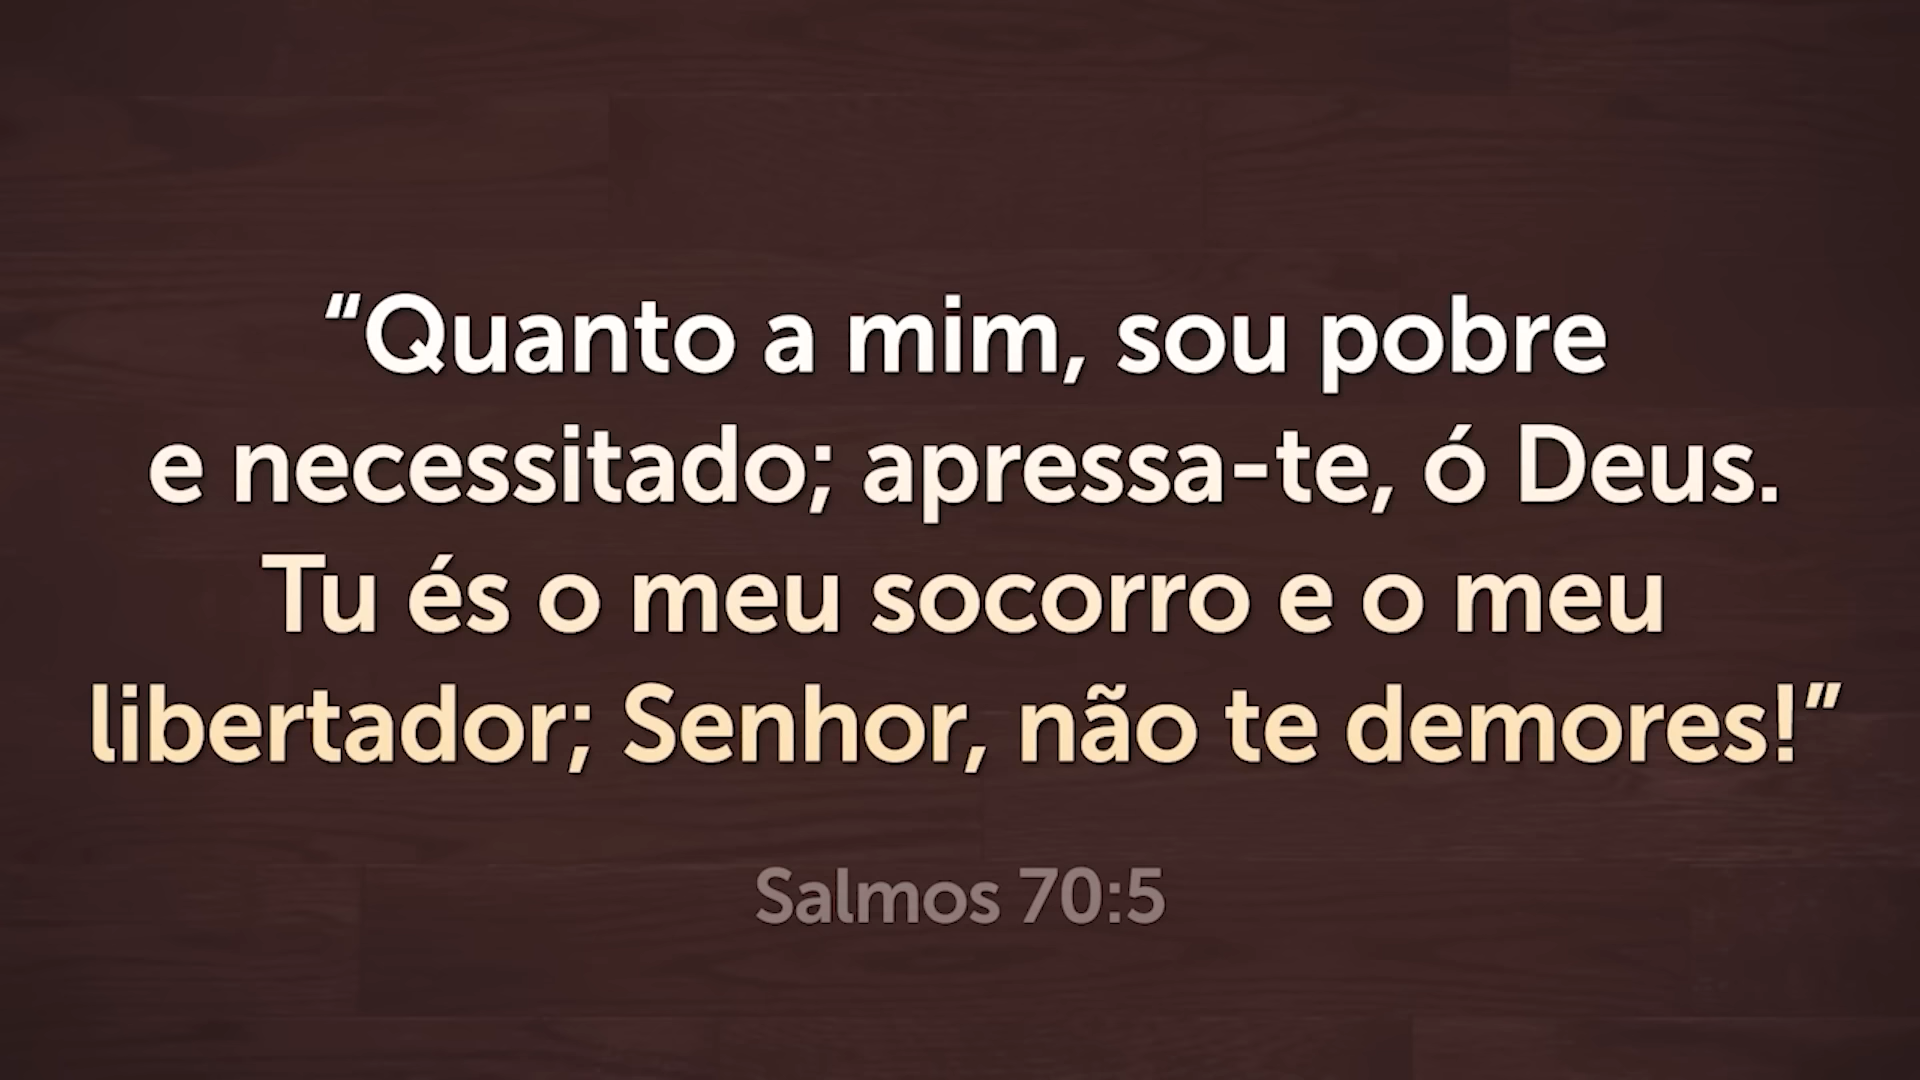 “Quanto a mim, sou pobre
e necessitado; apressa-te, ó Deus.
Tu és o meu socorro e o meu
libertador; Senhor, não te demores!”
Salmos 70:5